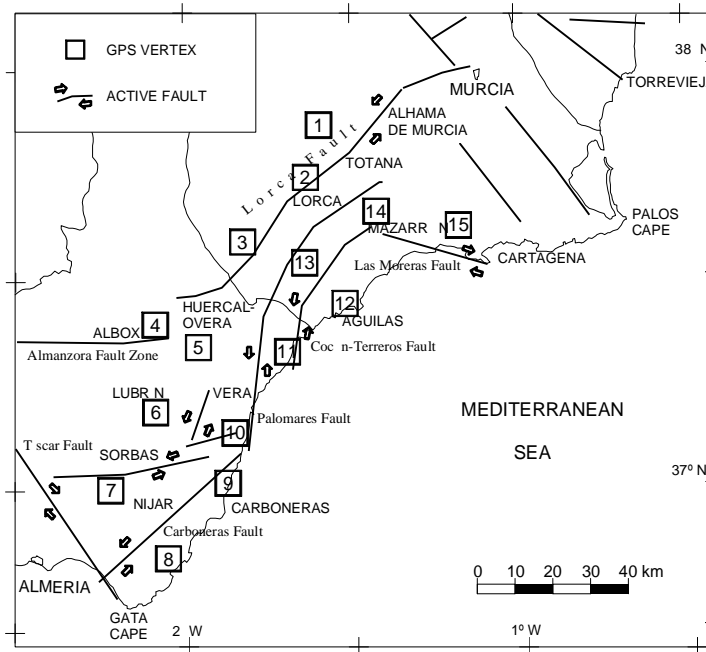 GPS VERTEX
ACTIVE FAULT
38 N
TORREVIEJ
MURCIA
ALHAMA
DE MURCIA
1
Lorca Fault
TOTANA
2
LORCA
14
MAZARR N
15
PALOS
CAPE
3
CARTAGENA
13
Las Moreras Fault
HUERCAL-
OVERA
12
AGUILAS
4
ALBOX
5
Almanzora Fault Zone
11
Coc n-Terreros Fault
LUBR N
VERA
6
MEDITERRANEAN
SEA
Palomares Fault
10
T scar Fault
SORBAS
37º N
7
9
NIJAR
CARBONERAS
Carboneras Fault
8
ALMERIA
0 10 20 30 40 km
GATA
CAPE
2 W
1º W